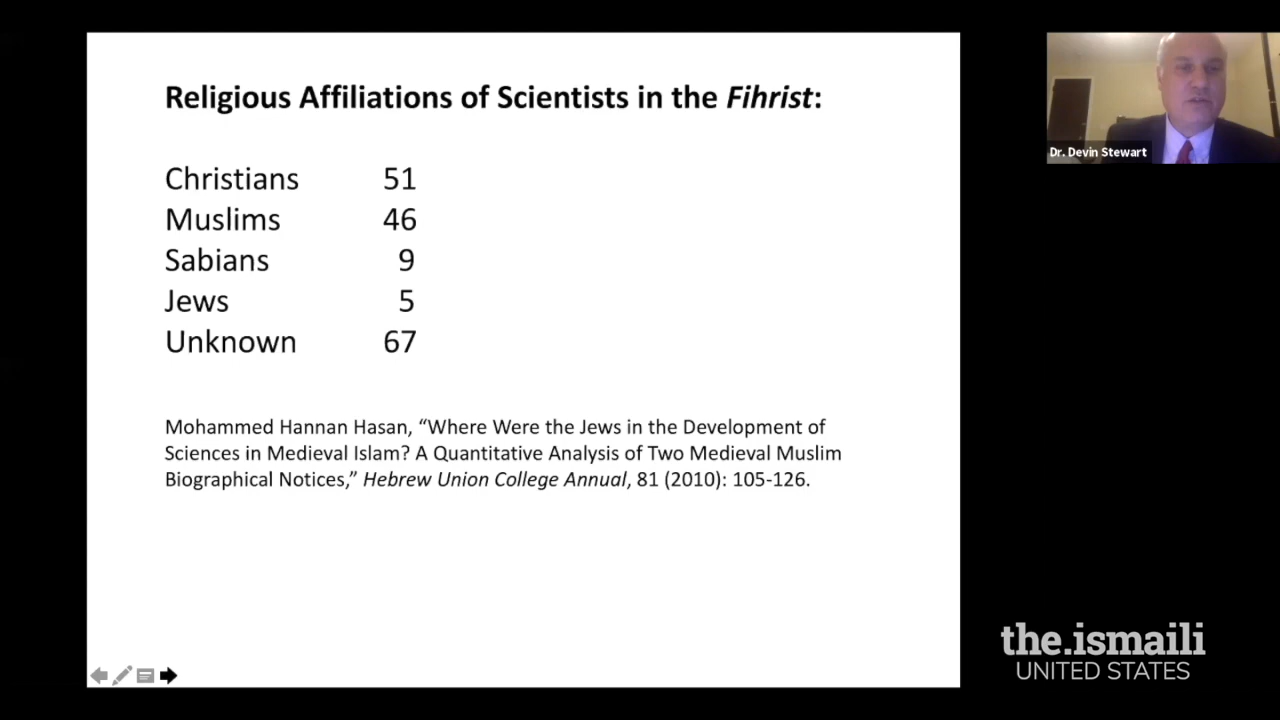 Religious Affiliations of Scientists in the Fihrist:
Christians 51
Muslims 46
Sabians 9
Jews 5
Unknown 67
Mohammed Hannan Hasan, “Where Were the Jews in the Development of
Sciences in Medieval Islam? A Quantitative Analysis of Two Medieval Muslim
Biographical Notices,” Hebrew Union College Annual, 81 (2010): 105-126.
Dr. Devin Stewart
the.ismaili
UNITED STATES